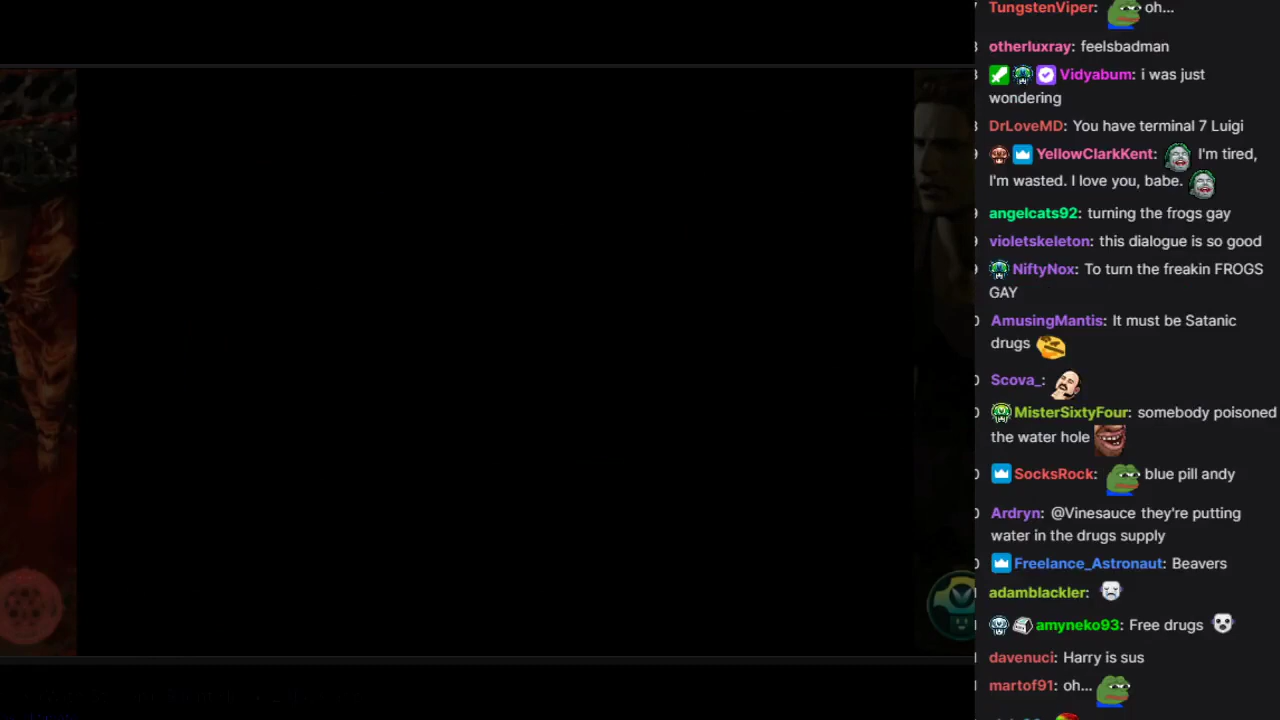 TungstenViper: oh...
otherluxray: feelsbadman
Vidyabum: i was just
wondering
DrLoveMD: You have terminal 7 Luigi
YellowClarkKent: I'm tired,
I'm wasted. I love you, babe.
angelcats92: turning the frogs gay
violetskeleton: this dialogue is so good
NiftyNox: To turn the freakin FROGS
GAY
AmusingMantis: It must be Satanic
drugs
Scova_:
MisterSixtyFour: somebody poisoned
the water hole
SocksRock: blue pill andy
Ardryn: @Vinesauce they're putting
water in the drugs supply
Freelance_Astronaut: Beavers
adamblackler:
amyneko93: Free drugs
davenuci: Harry is sus
martof91: oh...